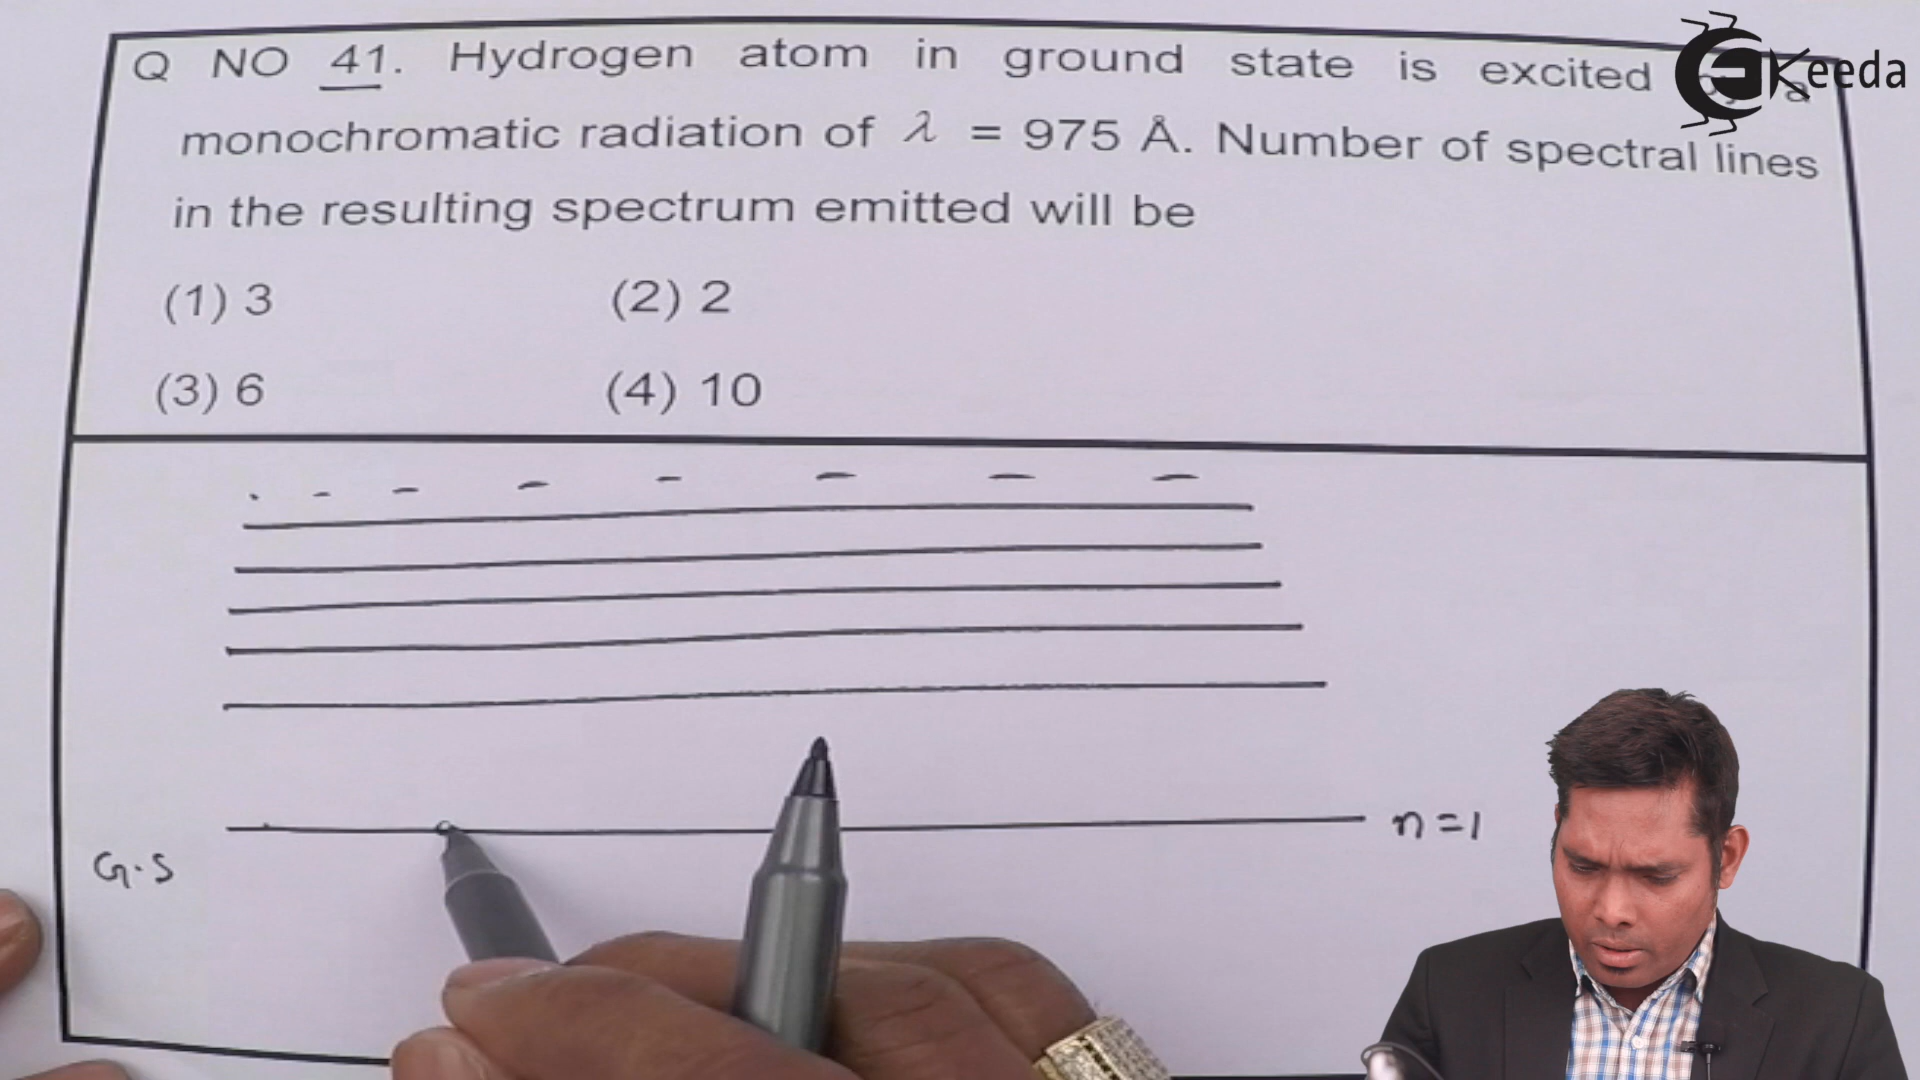 Keeda
Q NO 41. Hydrogen atom in ground state is excited a
monochromatic radiation of λ = 975 Å. Number of spectral lines
in the resulting spectrum emitted will be
(1) 3 (2) 2
(3) 6 (4) 10
n=1
G.S